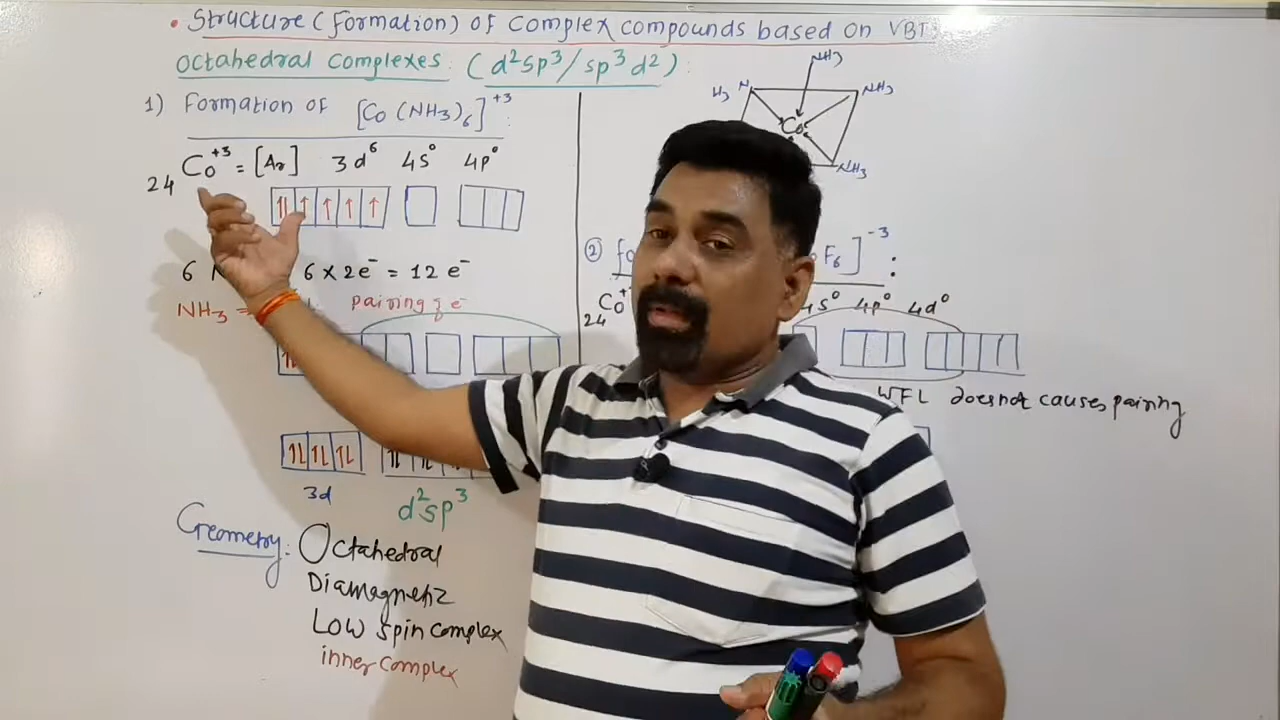 • Structure (formation) of complex compounds based on VBT:
octahedral complexes: (d²sp³/sp³d²):
1) Formation of [Co(NH3)6]⁺³:
24 Co⁺³ = [Ar] 3d⁶ 4s⁰ 4p⁰
⥮ ↑ ↑ ↑ ↑
6 6×2e⁻ = 12 e⁻
NH3 = pairing of e⁻
⥮ ⥮ ⥮
3d d²sp³
Geometry: Octahedral
Diamagnetic
Low spin complex
inner complex
NH3
H3N NH3
Co
NH3
② F6]⁻³ :
24 Co⁺ 4s⁰ 4p⁰ 4d⁰
WFL doesnot causes pairing